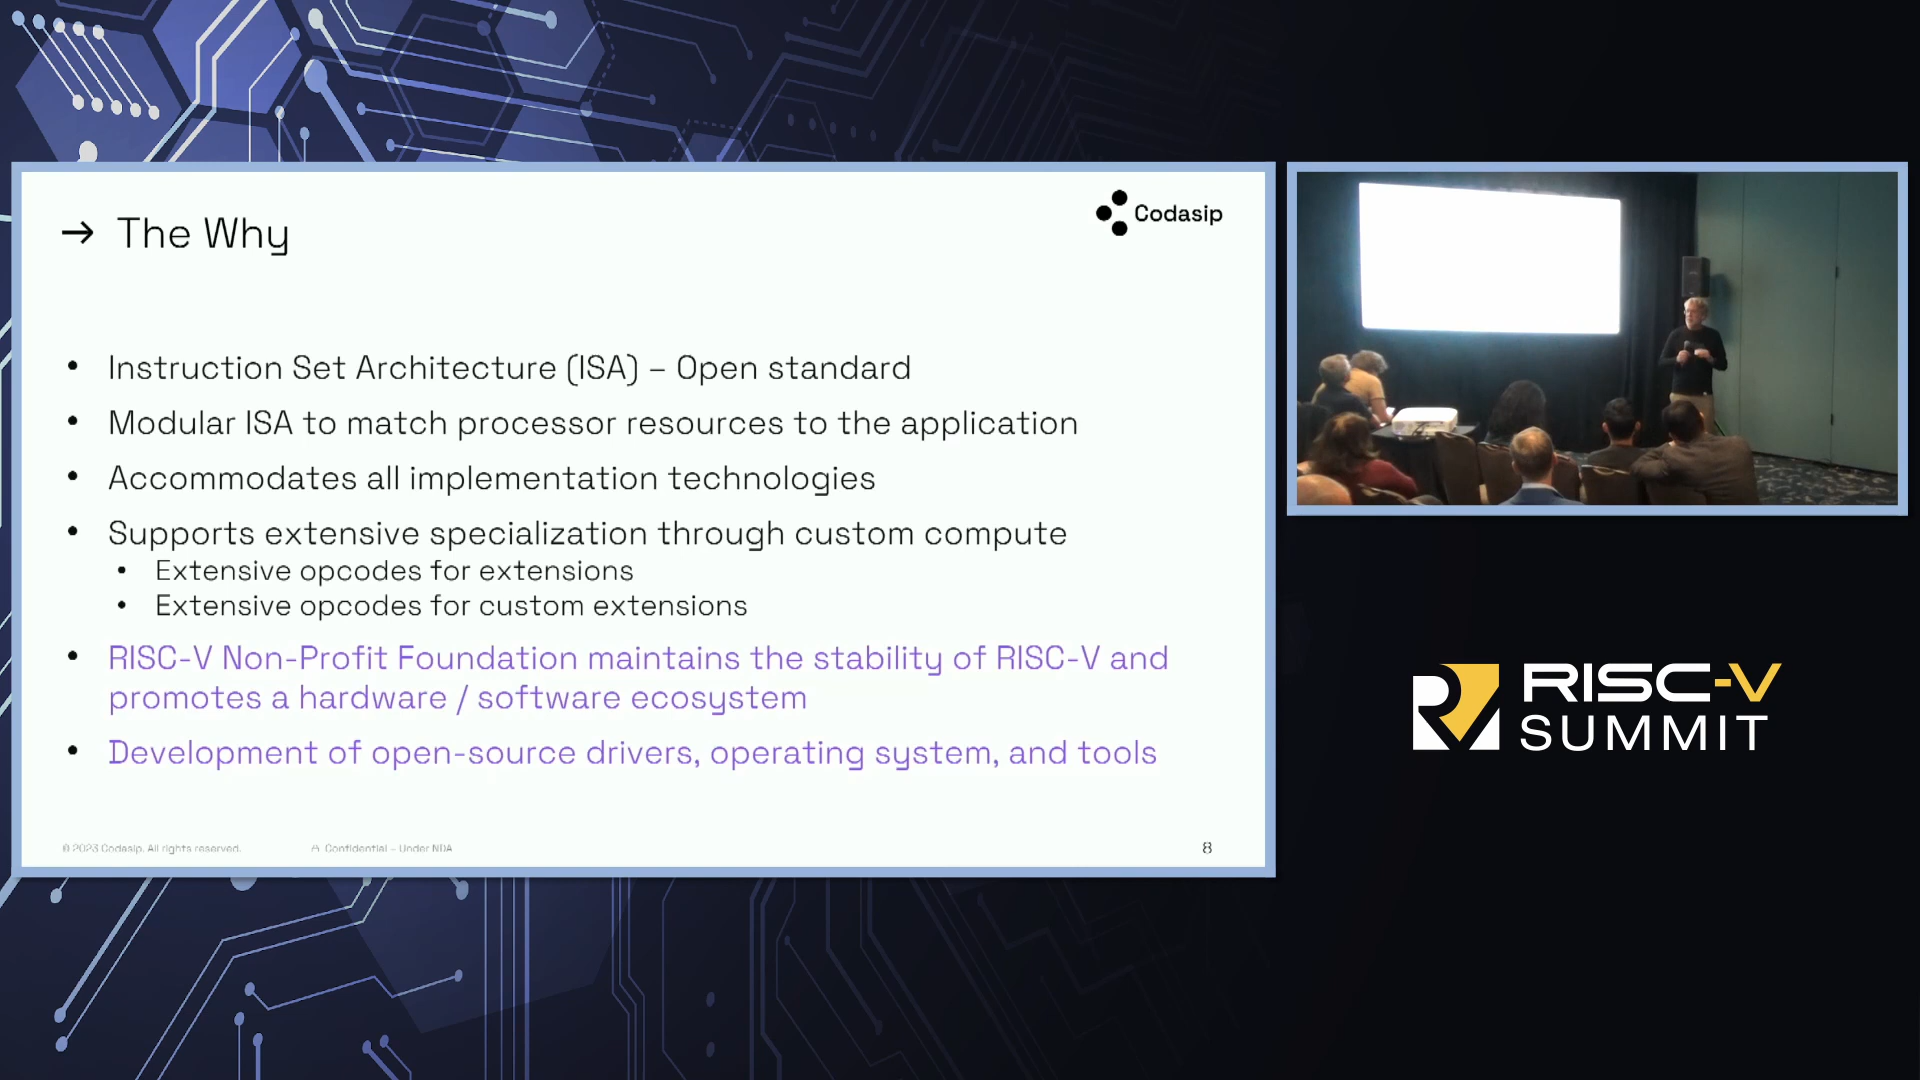 → The Why
Codasip
• Instruction Set Architecture (ISA) – Open standard
• Modular ISA to match processor resources to the application
• Accommodates all implementation technologies
• Supports extensive specialization through custom compute
• Extensive opcodes for extensions
• Extensive opcodes for custom extensions
• RISC-V Non-Profit Foundation maintains the stability of RISC-V and
promotes a hardware / software ecosystem
• Development of open-source drivers, operating system, and tools
© 2023 Codasip. All rights reserved.
Confidential – Under NDA
8
RISC-V
SUMMIT